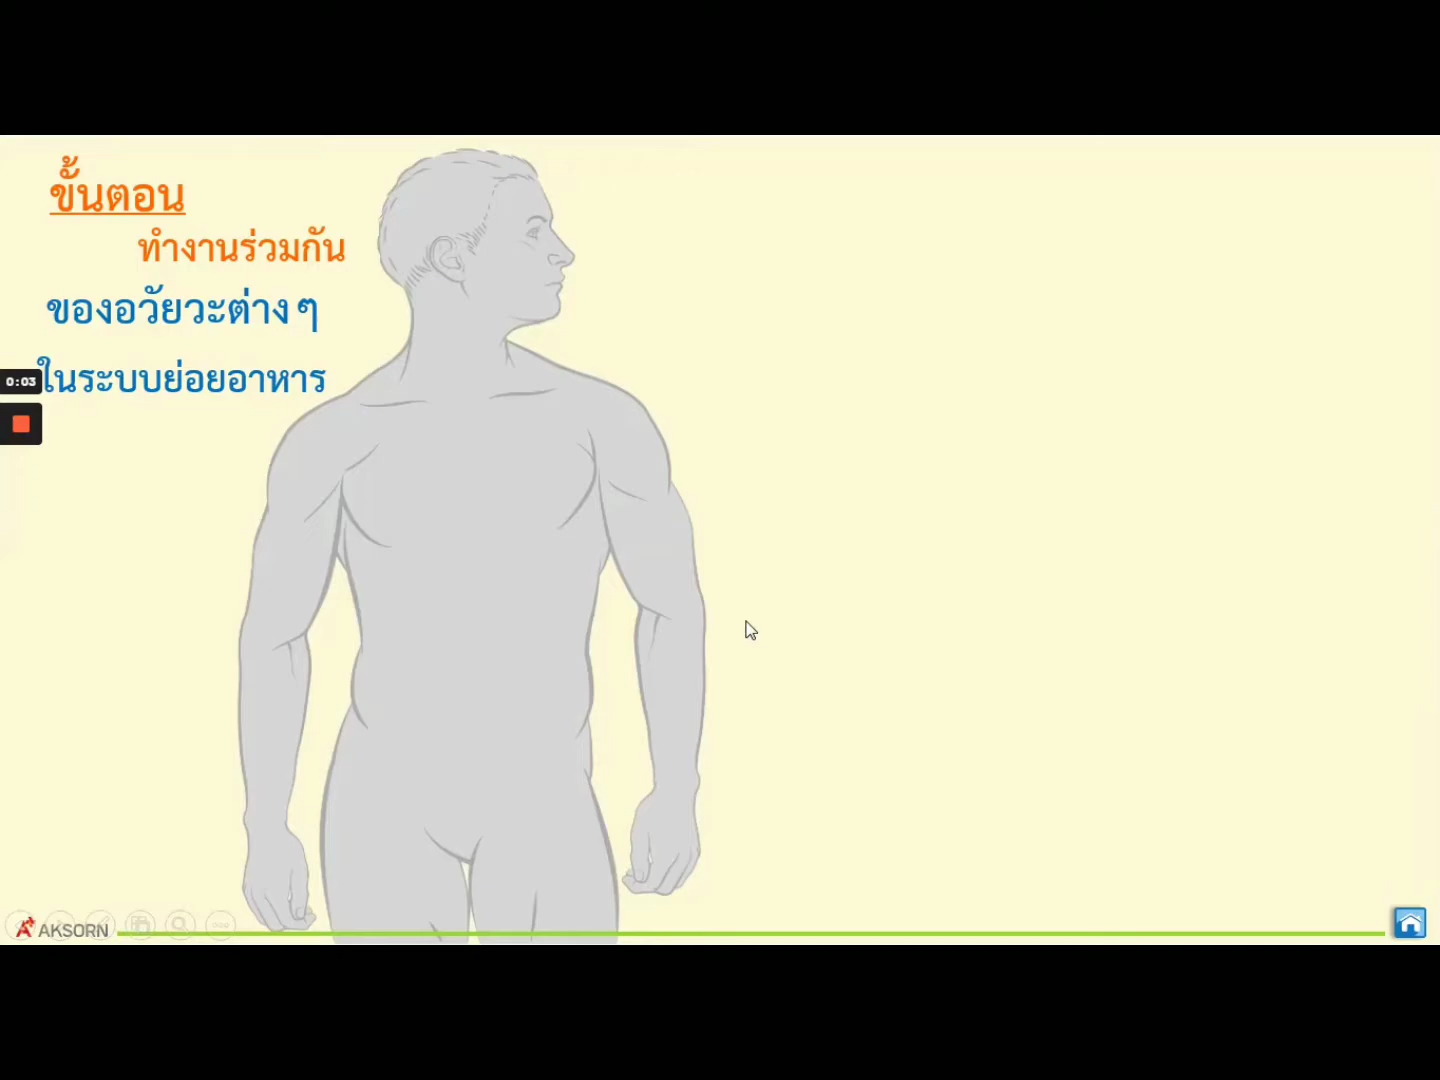 ขั้นตอน
ทำงานร่วมกัน
ของอวัยวะต่าง ๆ
ในระบบย่อยอาหาร
0:03
AKSORN